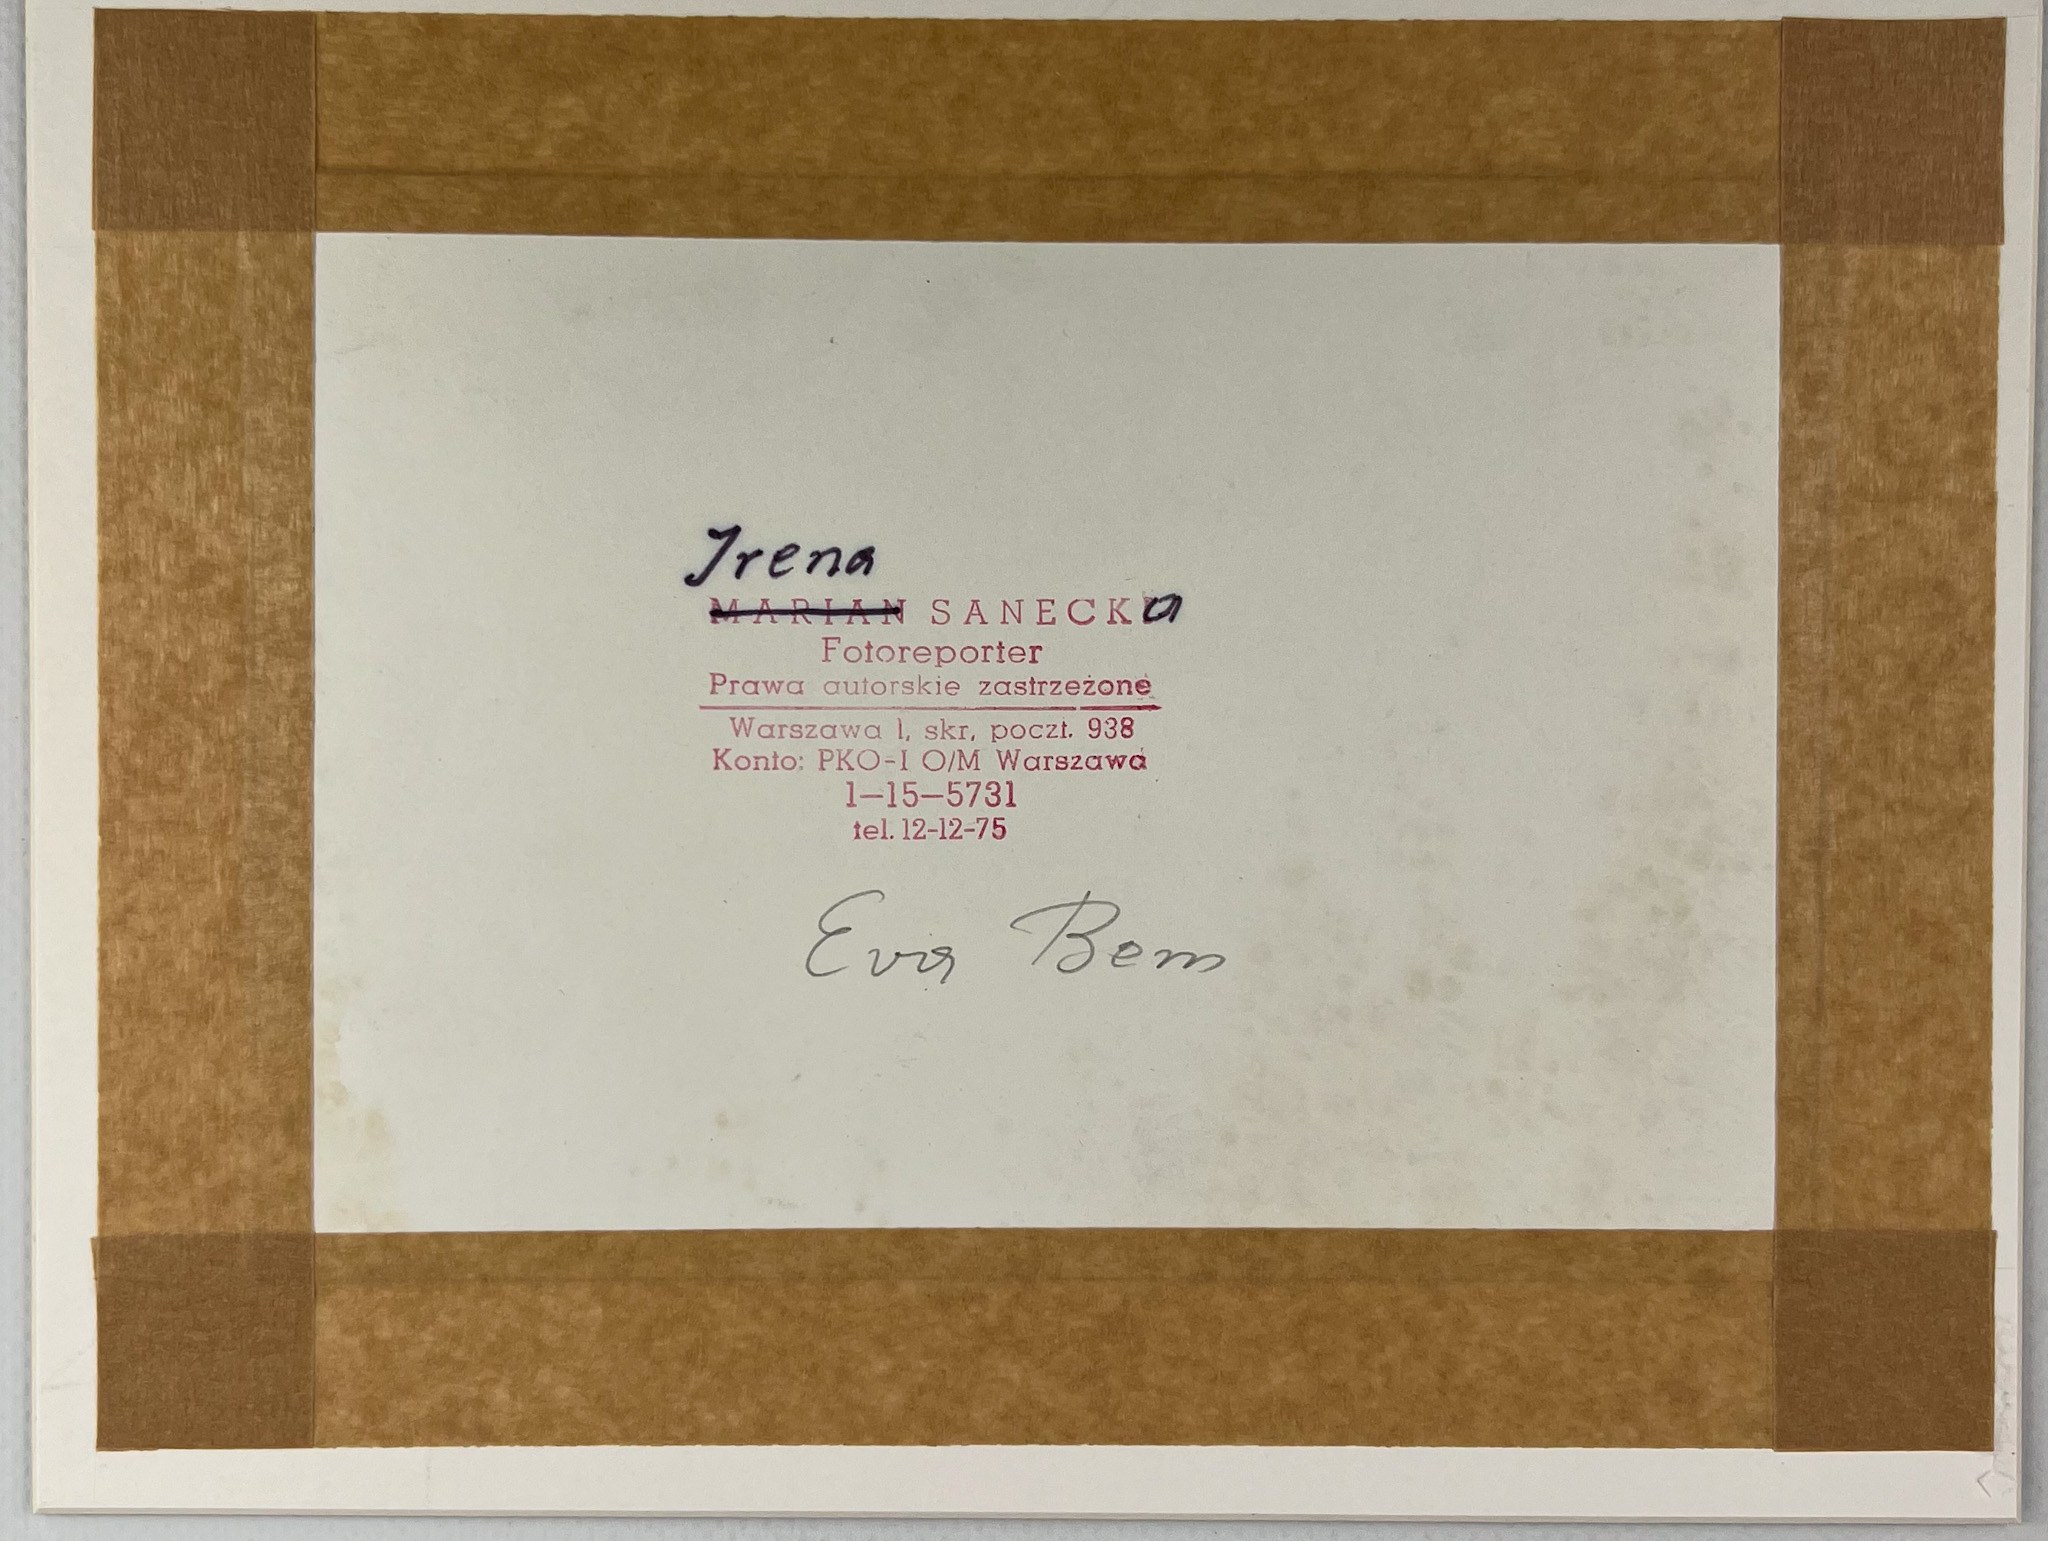 Irena
MARIAN SANECKa
Fotoreporter
Prawa autorskie zastrzeżone
Warszawa 1, skr. poczt. 938
Konto: PKO-I O/M Warszawa
1-15-5731
tel. 12-12-75
Eva Bem